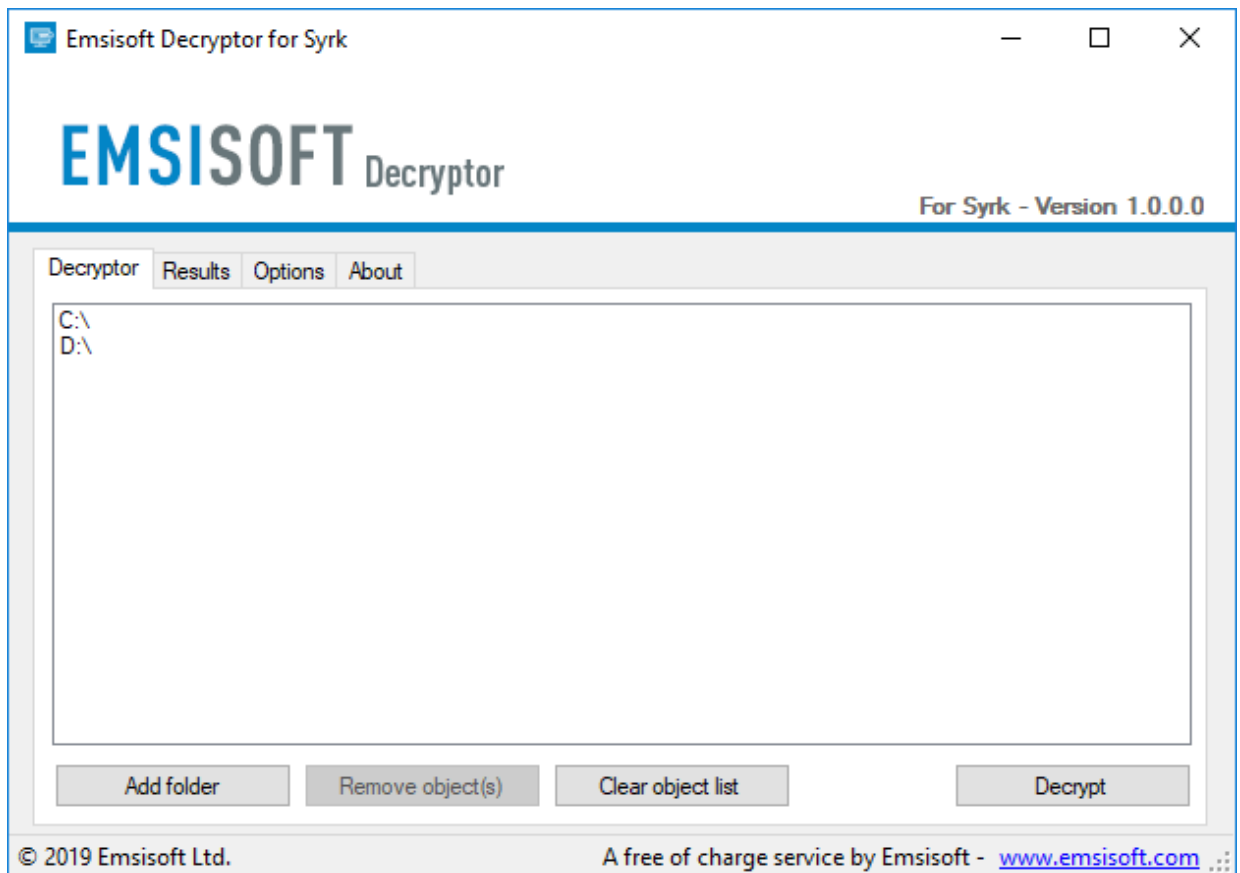 Emsisoft Decryptor for Syrk
EMSISOFT Decryptor
For Syrk - Version 1.0.0.0
Decryptor Results Options About
C:\
D:\
Add folder Remove object(s) Clear object list Decrypt
© 2019 Emsisoft Ltd. A free of charge service by Emsisoft - www.emsisoft.com